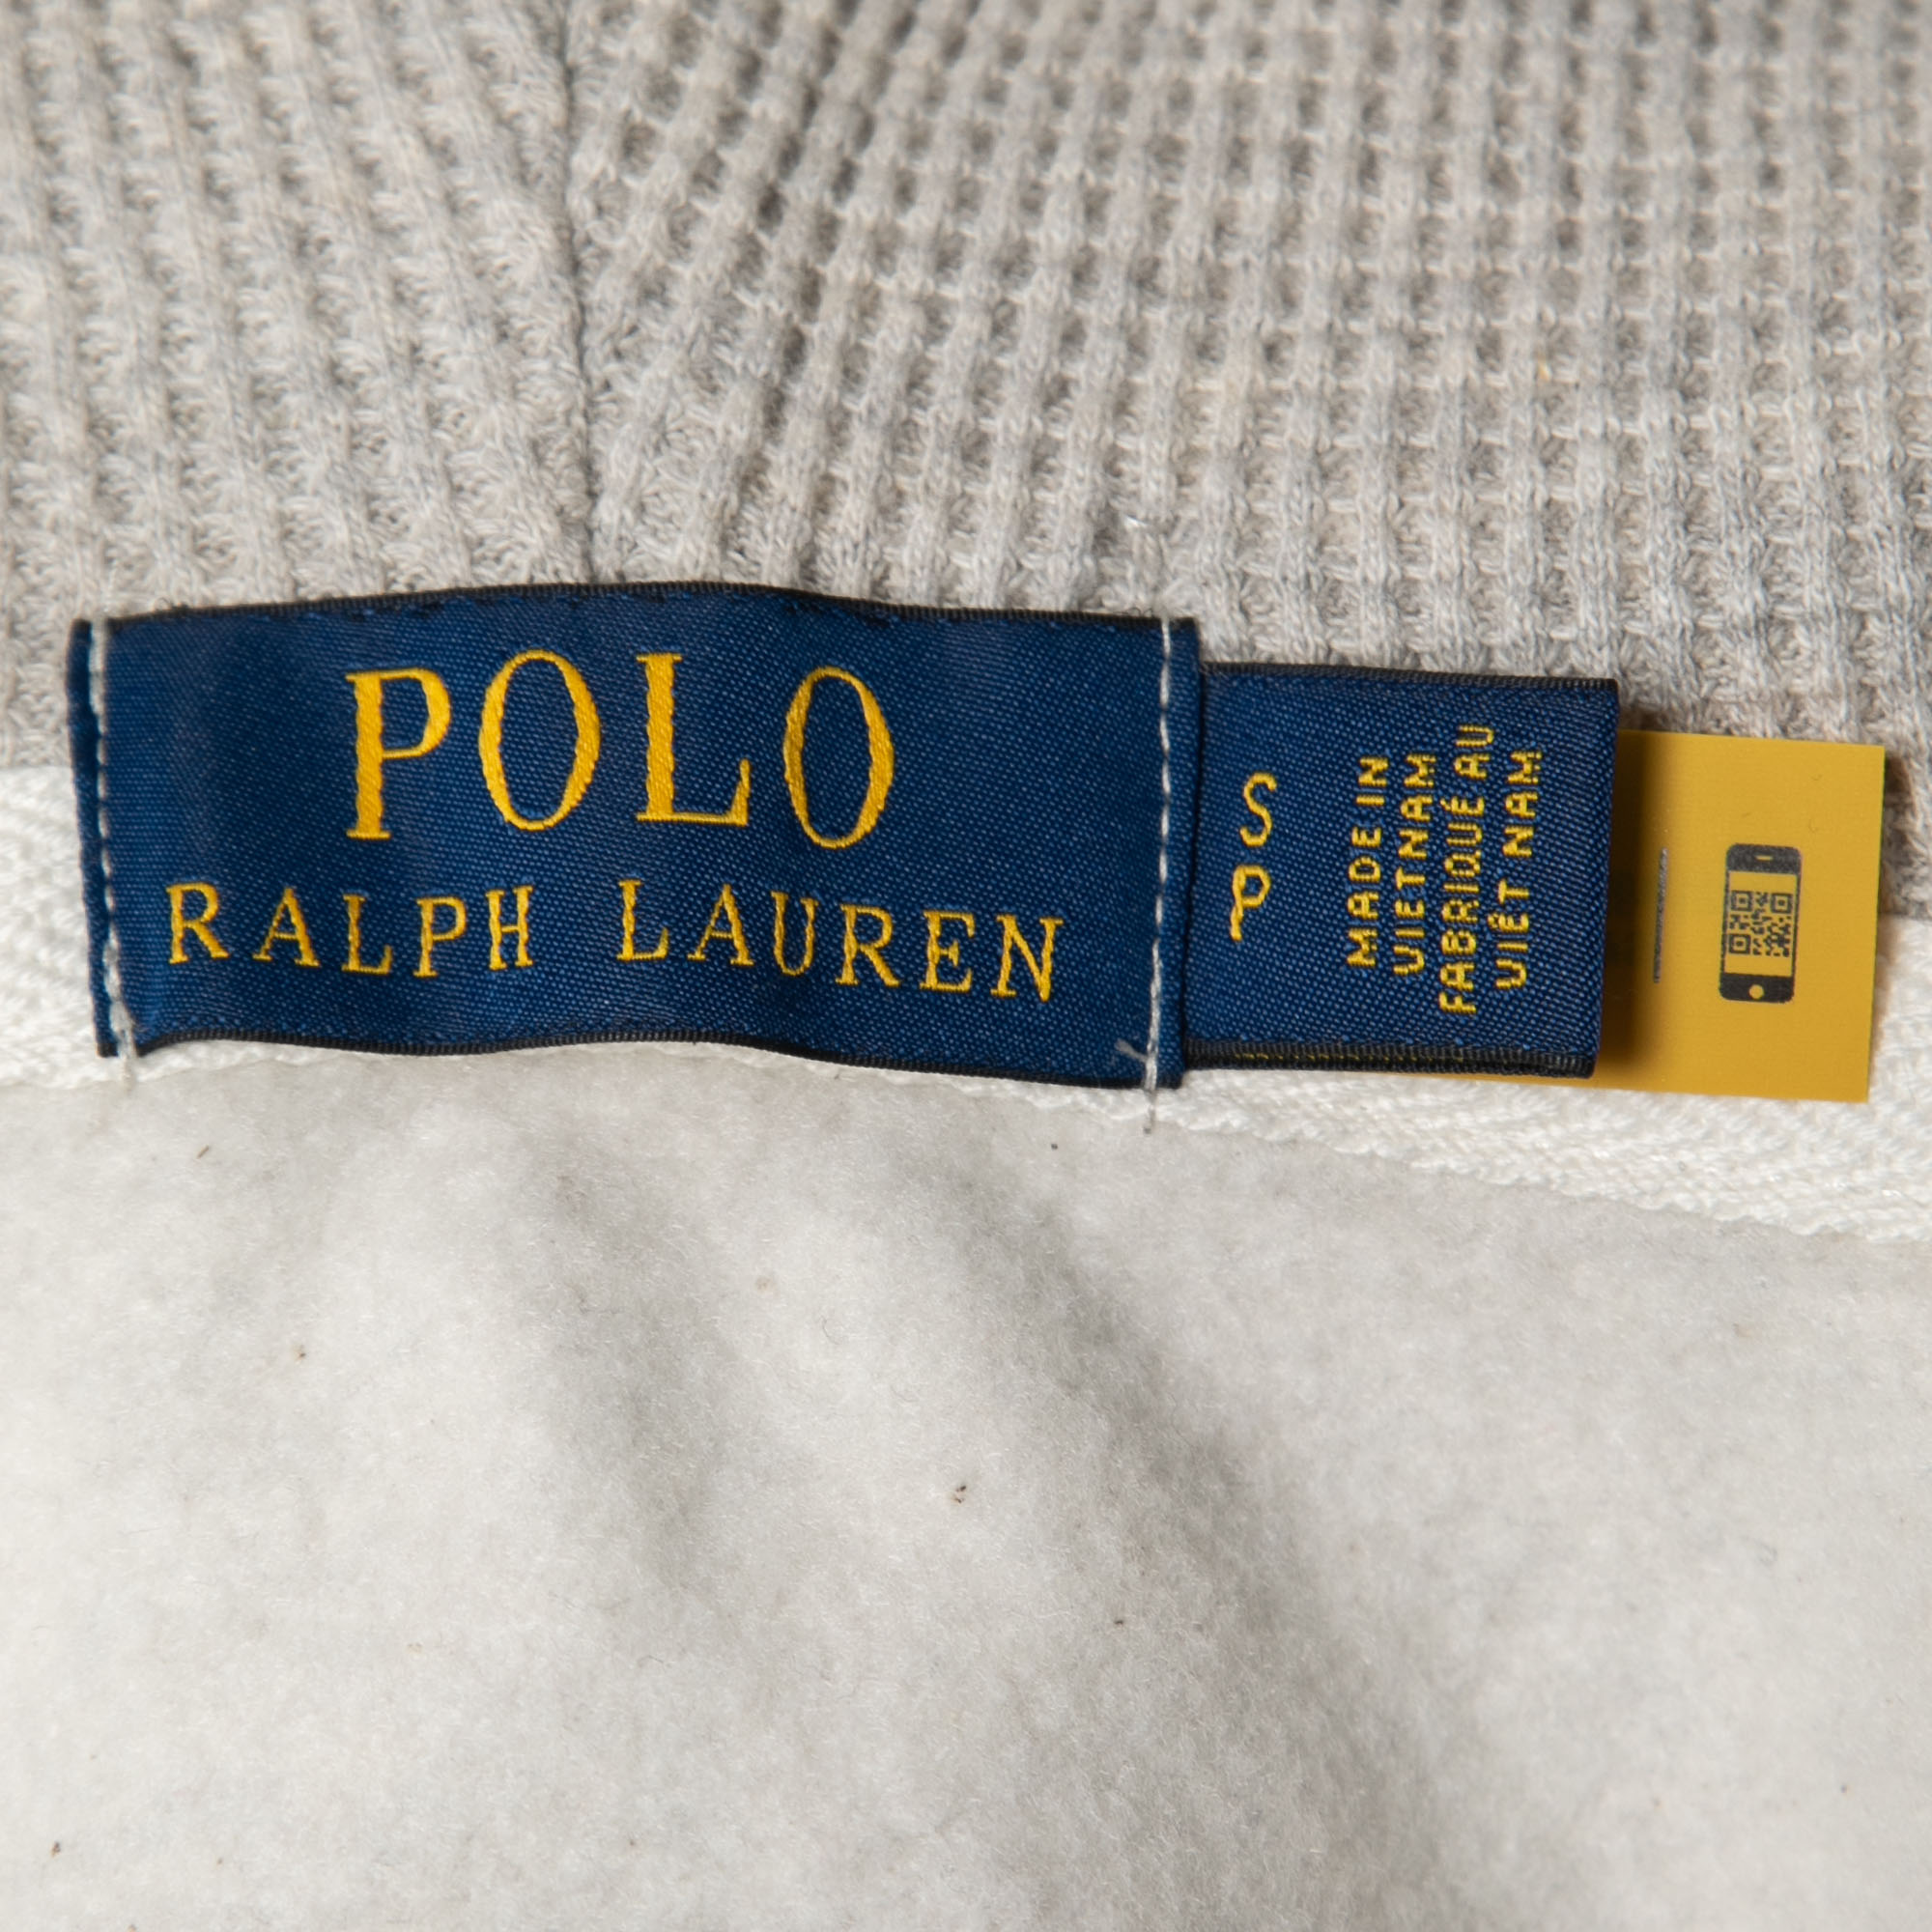 POLO
RALPH LAUREN
S
P
MADE IN
VIETNAM
FABRIQUÉ AU
VIÊT NAM